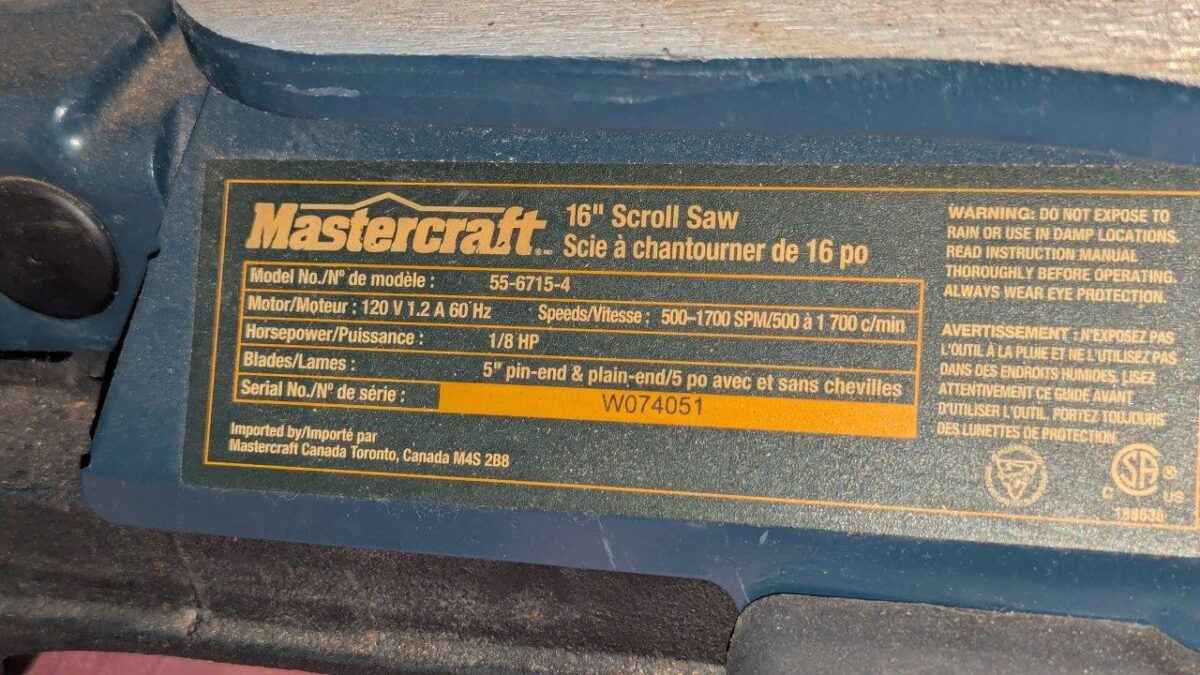 Mastercraft
16" Scroll Saw
Scie à chantourner de 16 po
Model No./Nº de modèle : 55-6715-4
Motor/Moteur : 120 V 1.2 A 60 Hz Speeds/Vitesse : 500–1700 SPM/500 à 1 700 c/min
Horsepower/Puissance : 1/8 HP
Blades/Lames : 5" pin-end & plain-end/5 po avec et sans chevilles
Serial No./Nº de série : W074051
Imported by/Importé par
Mastercraft Canada Toronto, Canada M4S 2B8
WARNING: DO NOT EXPOSE TO
RAIN OR USE IN DAMP LOCATIONS.
READ INSTRUCTION MANUAL
THOROUGHLY BEFORE OPERATING.
ALWAYS WEAR EYE PROTECTION.
AVERTISSEMENT : N'EXPOSEZ PAS
L'OUTIL À LA PLUIE ET NE L'UTILISEZ PAS
DANS DES ENDROITS HUMIDES. LISEZ
ATTENTIVEMENT CE GUIDE AVANT
D'UTILISER L'OUTIL. PORTEZ TOUJOURS
DES LUNETTES DE PROTECTION.
C SA ® US